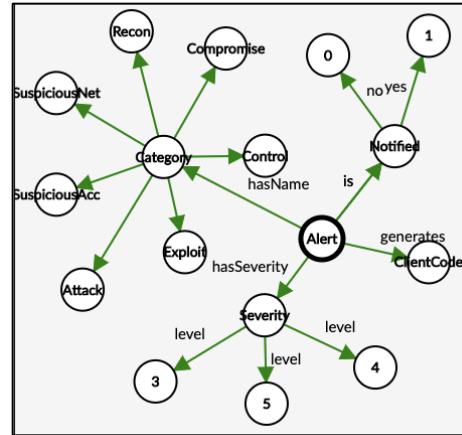 Recon
Compromise
0
1
no
yes
SuspiciousNet
Category
Control
Notified
hasName
is
SuspiciousAcc
Alert
generates
Exploit
ClientCode
hasSeverity
Attack
Severity
level
level
level
3
5
4